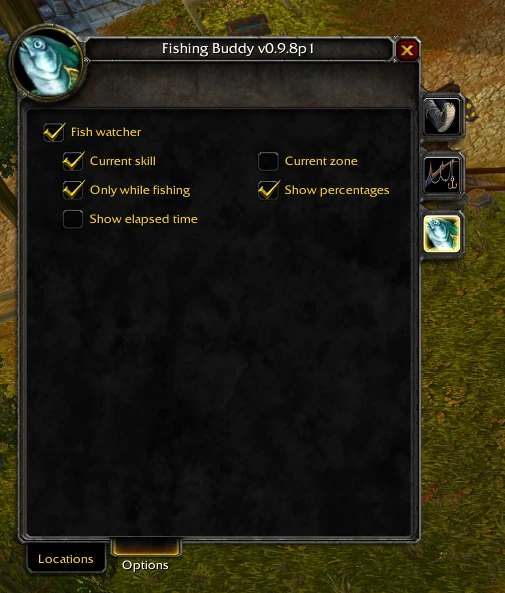 Fishing Buddy v0.9.8p1
Fish watcher
Current skill Current zone
Only while fishing Show percentages
Show elapsed time
Locations
Options